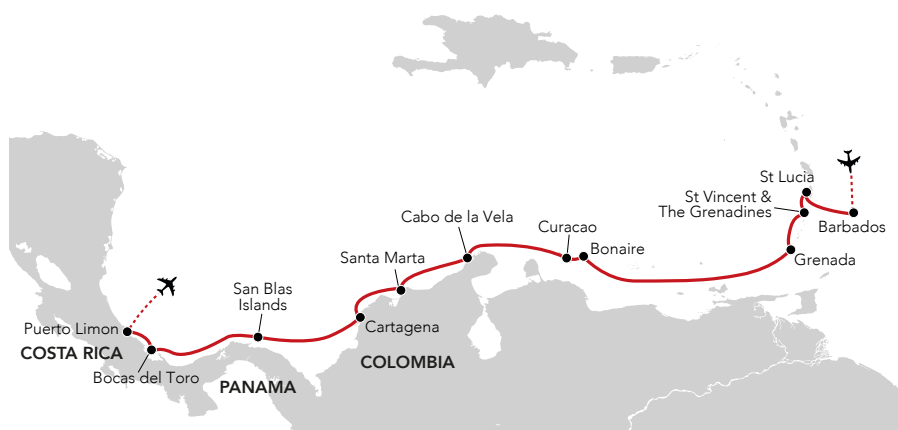 St Lucia
St Vincent &
The Grenadines
Barbados
Cabo de la Vela
Curacao
Bonaire
Grenada
Santa Marta
San Blas
Islands
Puerto Limon
Cartagena
COSTA RICA
COLOMBIA
Bocas del Toro
PANAMA